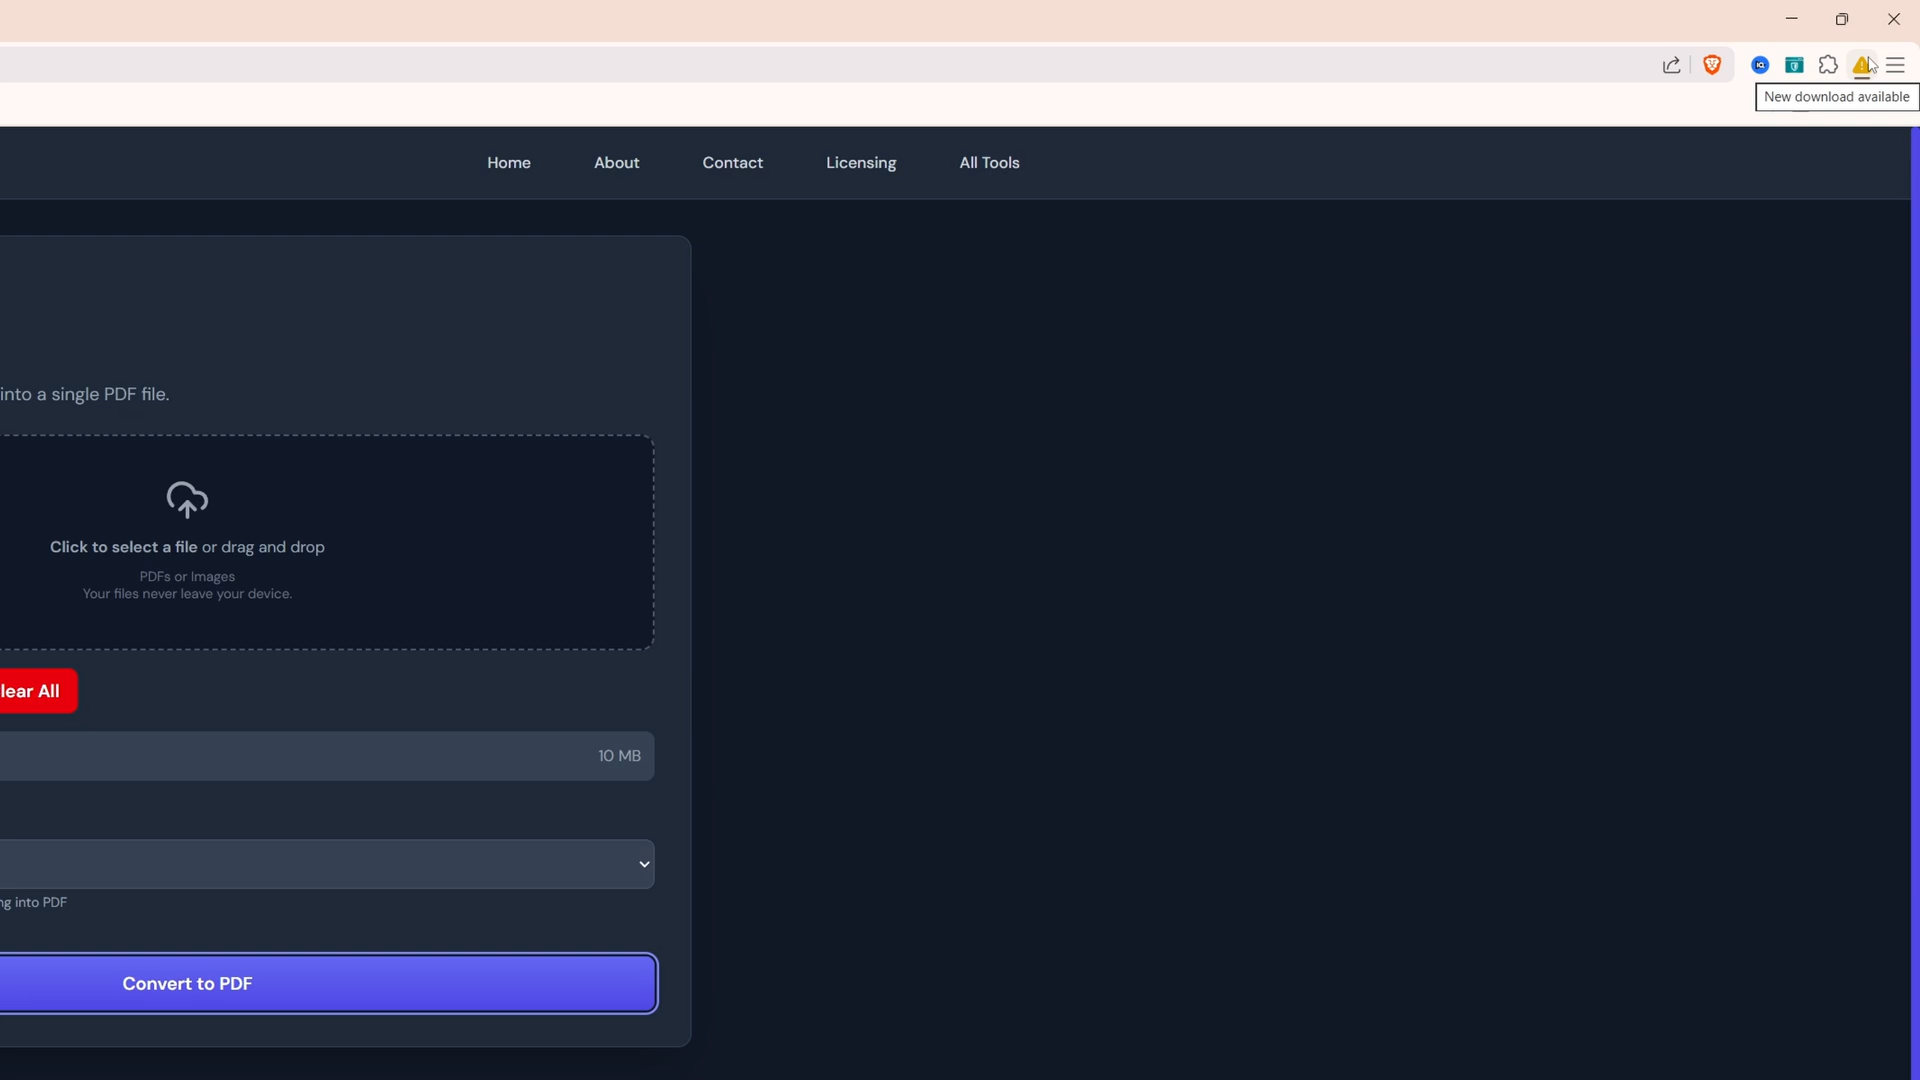 New download available
Home About Contact Licensing All Tools
into a single PDF file.
Click to select a file or drag and drop
PDFs or Images
Your files never leave your device.
lear All
10 MB
ng into PDF
Convert to PDF